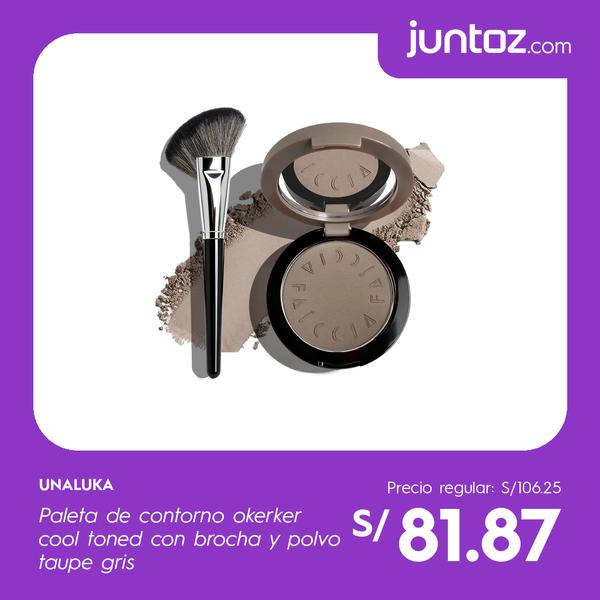 juntoz.com
UNALUKA
Paleta de contorno okerker
cool toned con brocha y polvo
taupe gris
Precio regular: S/106.25
S/ 81.87